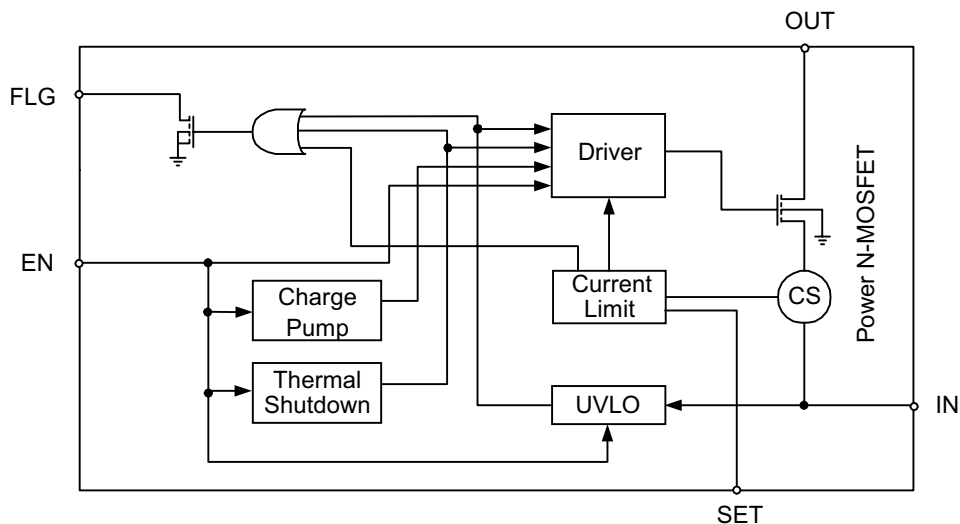 OUT
FLG
Driver
Power N-MOSFET
EN
Charge
Pump
Current
Limit
CS
Thermal
Shutdown
UVLO
IN
SET